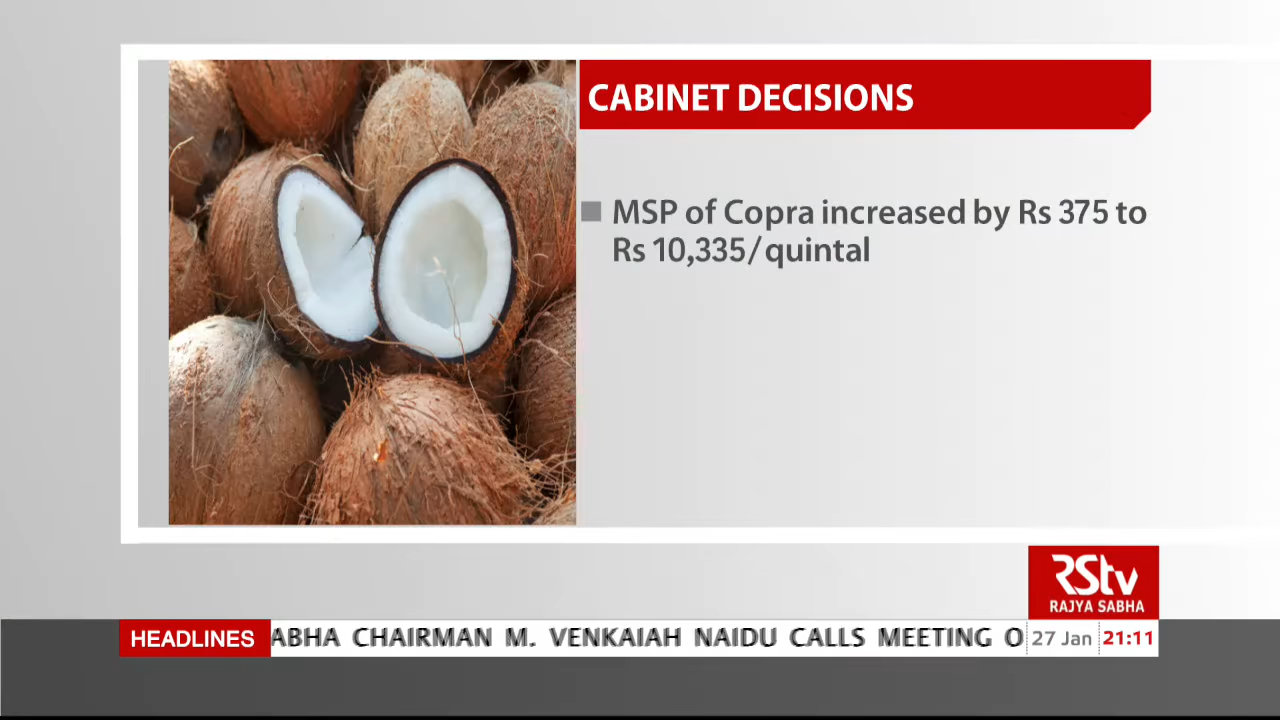 CABINET DECISIONS
MSP of Copra increased by Rs 375 to
Rs 10,335/quintal
RStv
RAJYA SABHA
HEADLINES
ABHA CHAIRMAN M. VENKAIAH NAIDU CALLS MEETING O
27 Jan
21:11